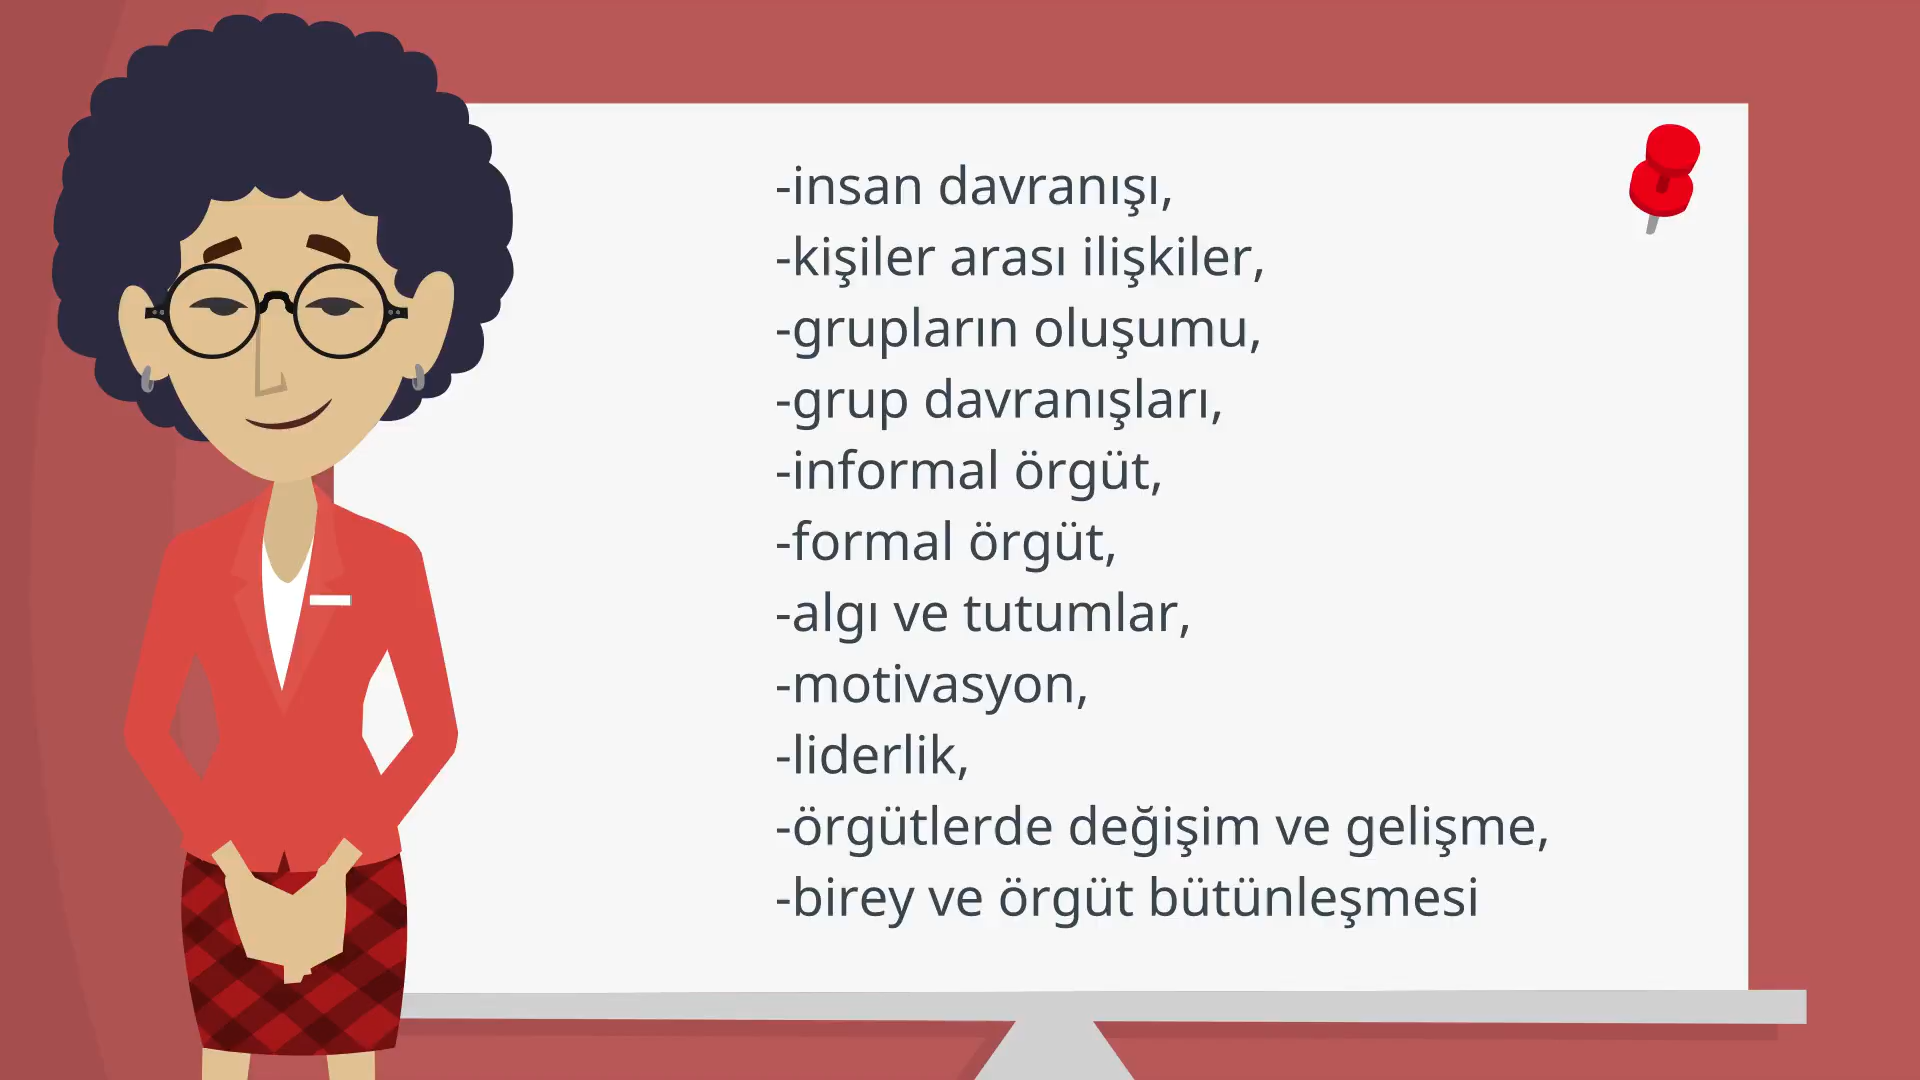 -insan davranışı,
-kişiler arası ilişkiler,
-grupların oluşumu,
-grup davranışları,
-informal örgüt,
-formal örgüt,
-algı ve tutumlar,
-motivasyon,
-liderlik,
-örgütlerde değişim ve gelişme,
-birey ve örgüt bütünleşmesi